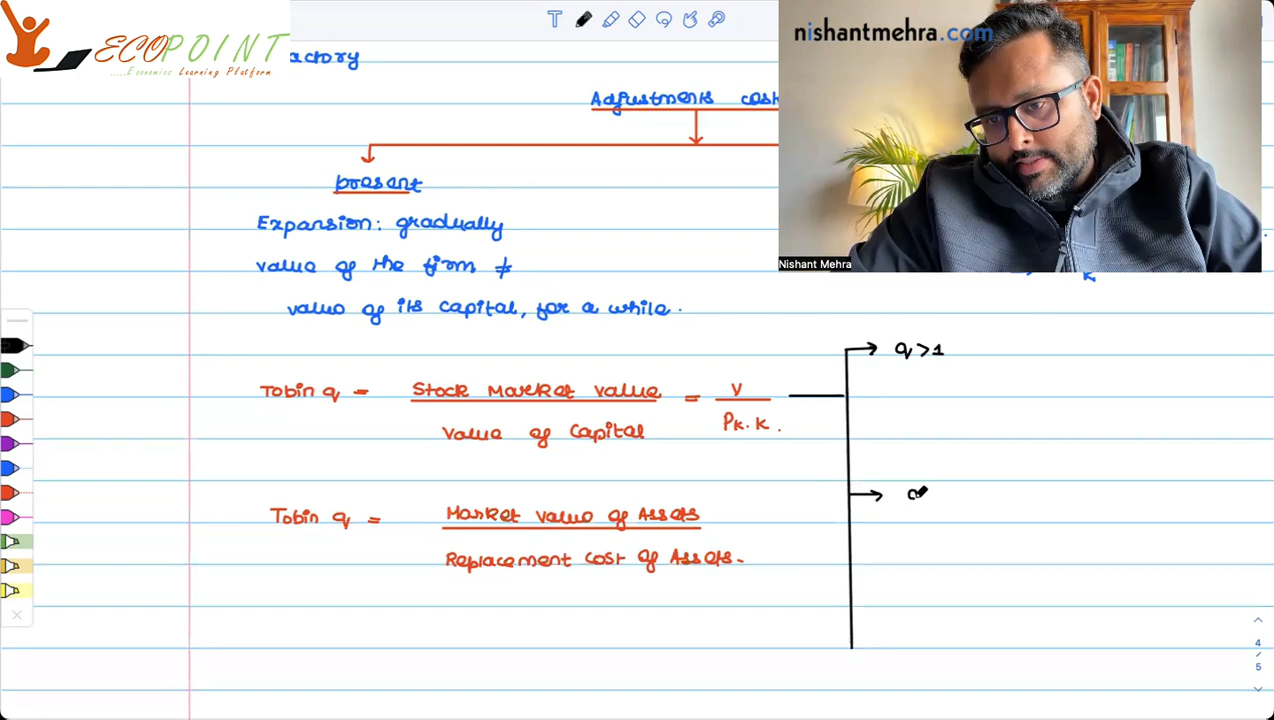 ECOPOINT
.....Economics Learning Platform
nishantmehra.com
Nishant Mehra
actory
Adjustments cost
present
Expansion: gradually
value of the firm ≠
value of its capital, for a while.
Tobin q = Stock Market value = V
Value of Capital Pk.K.
Tobin q = Market value of Assets
Replacement cost of Assets.
q >1
K
4
/
5